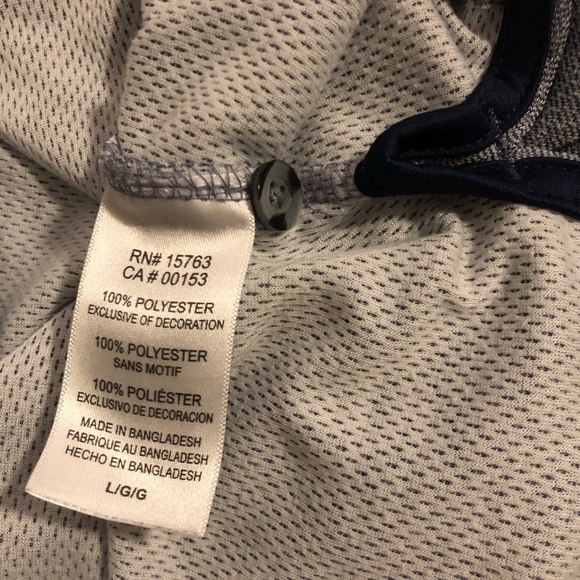 RN# 15763
CA # 00153
100% POLYESTER
EXCLUSIVE OF DECORATION
100% POLYESTER
SANS MOTIF
100% POLIÉSTER
EXCLUSIVO DE DECORACION
MADE IN BANGLADESH
FABRIQUE AU BANGLADESH
HECHO EN BANGLADESH
L/G/G